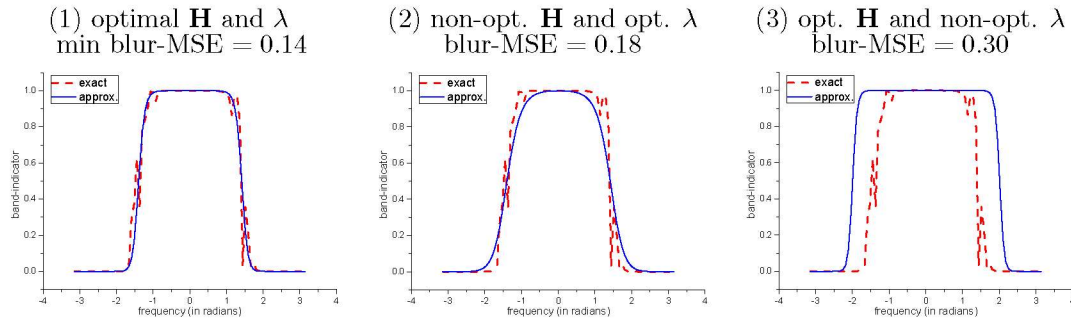 (1) optimal H and λ
min blur-MSE = 0.14
(2) non-opt. H and opt. λ
blur-MSE = 0.18
(3) opt. H and non-opt. λ
blur-MSE = 0.30
exact
approx.
band-indicator
1.0
0.8
0.6
0.4
0.2
0.0
-4 -3 -2 -1 0 1 2 3 4
frequency (in radians)
exact
approx.
band-indicator
1.0
0.8
0.6
0.4
0.2
0.0
-4 -3 -2 -1 0 1 2 3 4
frequency (in radians)
exact
approx.
band-indicator
1.0
0.8
0.6
0.4
0.2
0.0
-4 -3 -2 -1 0 1 2 3 4
frequency (in radians)